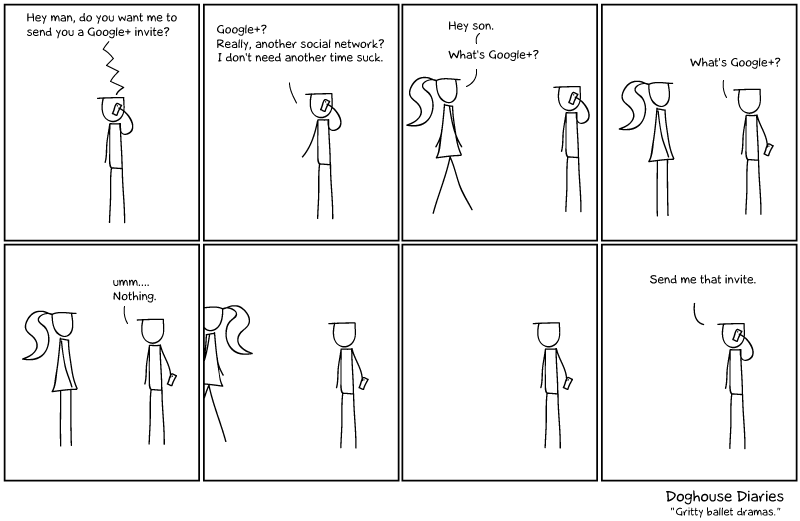 Hey man, do you want me to
send you a Google+ invite?
Google+?
Really, another social network?
I don't need another time suck.
Hey son.
What's Google+?
What's Google+?
umm....
Nothing.
Send me that invite.
Doghouse Diaries
"Gritty ballet dramas."